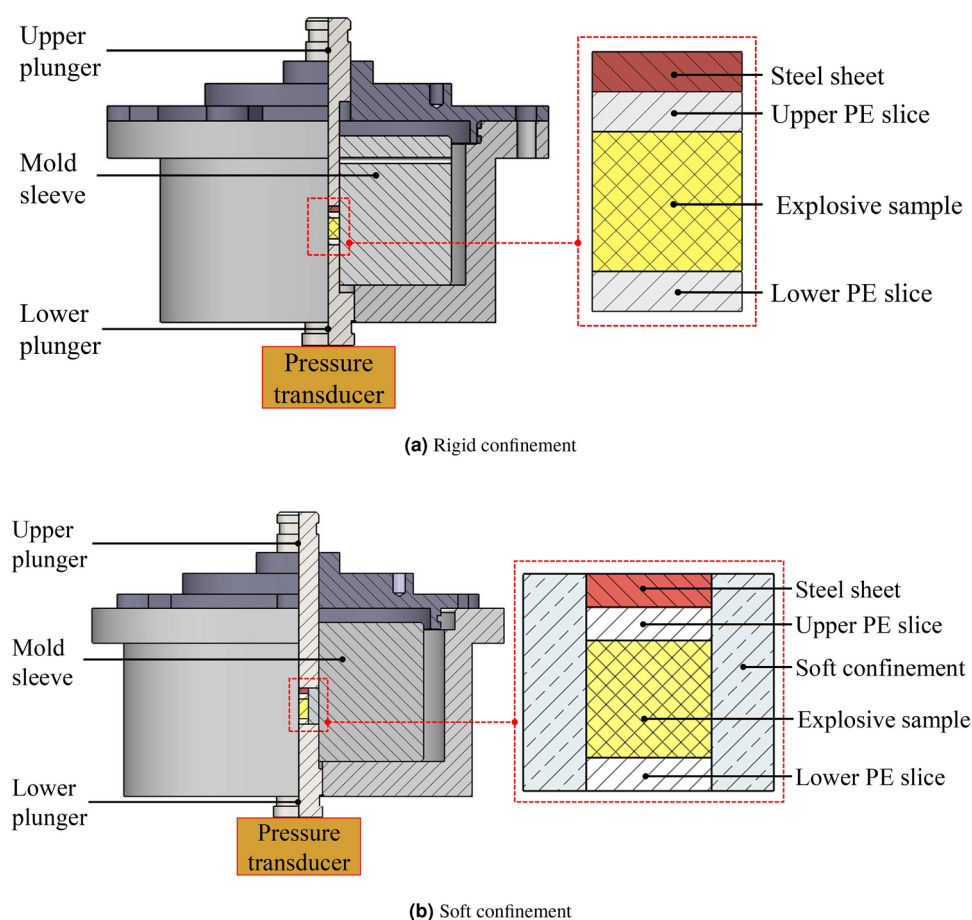 Upper
plunger
Mold
sleeve
Lower
plunger
Pressure
transducer
Steel sheet
Upper PE slice
Explosive sample
Lower PE slice
(a) Rigid confinement
Upper
plunger
Mold
sleeve
Lower
plunger
Pressure
transducer
Steel sheet
Upper PE slice
Soft confinement
Explosive sample
Lower PE slice
(b) Soft confinement